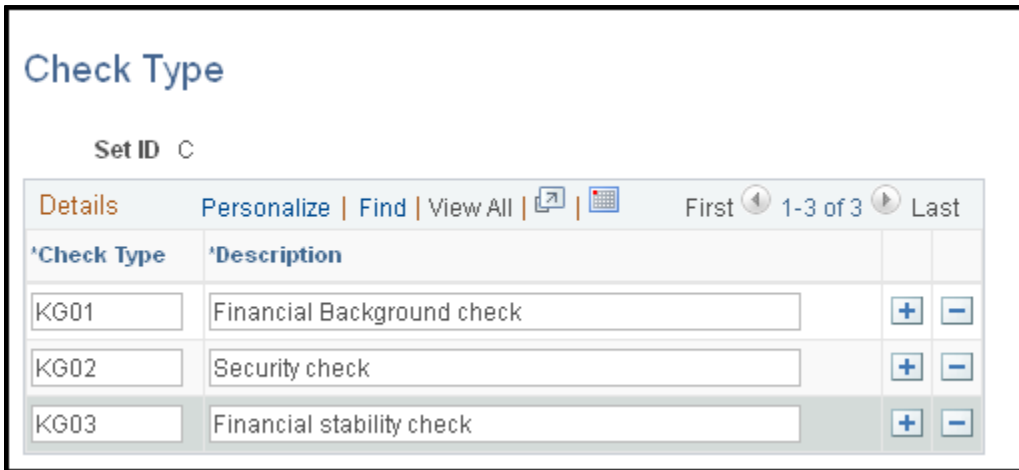 Check Type
Set ID C
Details Personalize | Find | View All | | First 1-3 of 3 Last
*Check Type *Description
KG01 Financial Background check
KG02 Security check
KG03 Financial stability check